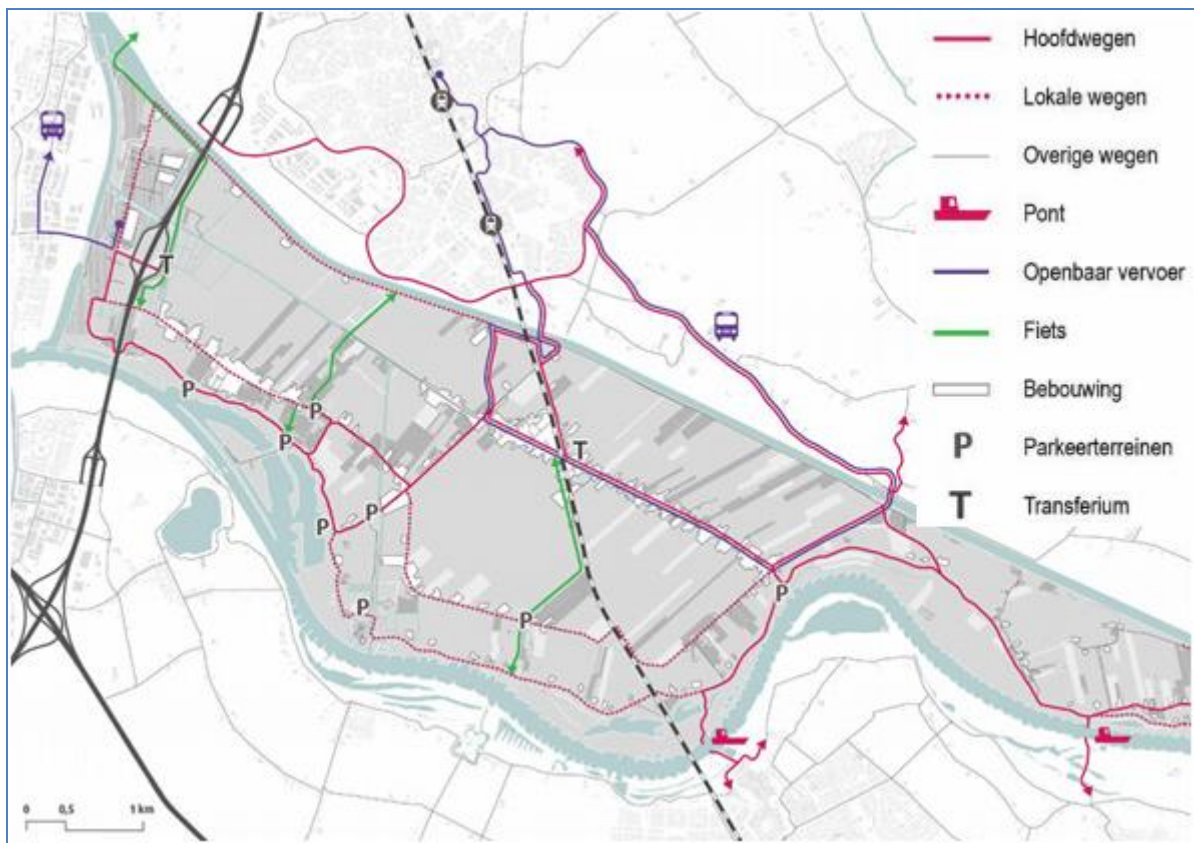 Hoofdwegen
Lokale wegen
Overige wegen
Pont
Openbaar vervoer
Fiets
Bebouwing
P Parkeerterreinen
T Transferium
T
P
P
P
T
P
P
P
P
P
0 0,5 1 km